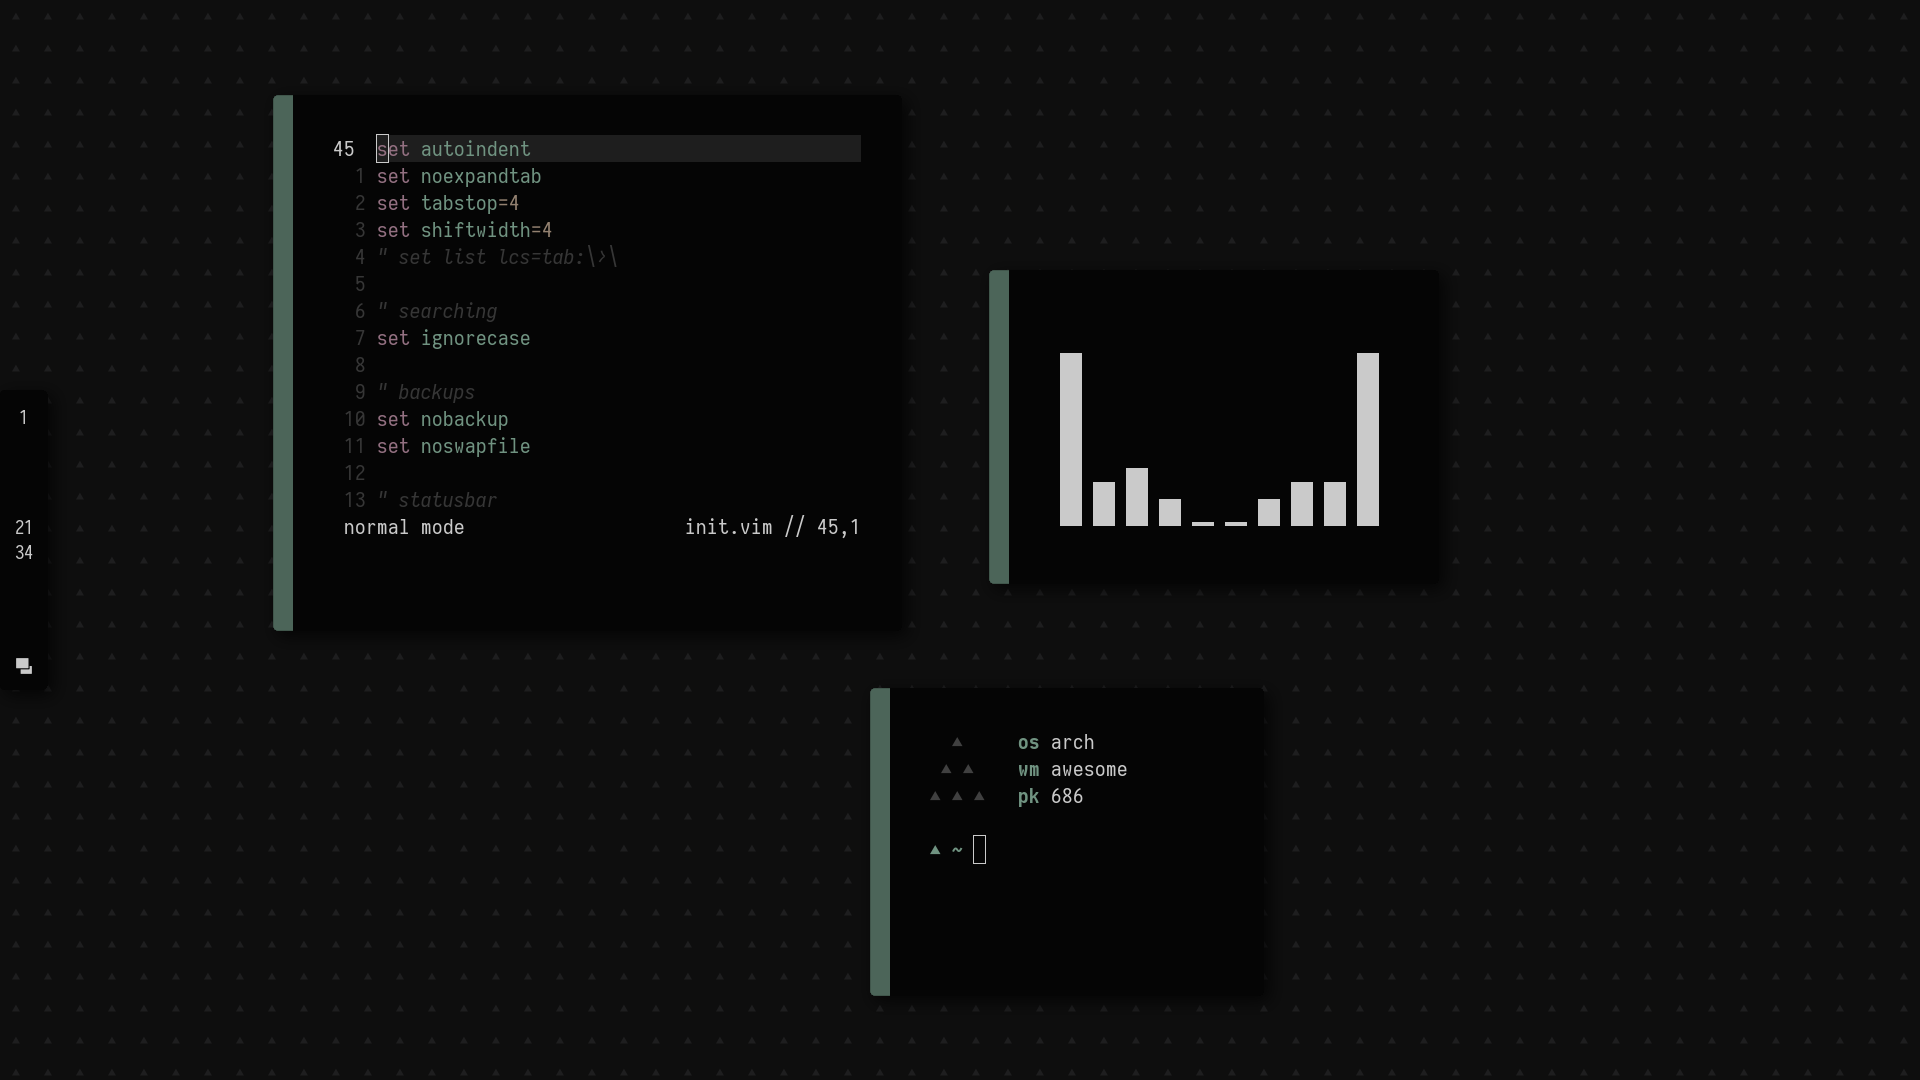 45 set autoindent
1 set noexpandtab
2 set tabstop=4
3 set shiftwidth=4
4 " set list lcs=tab:\>\
5
6 " searching
7 set ignorecase
8
9 " backups
10 set nobackup
11 set noswapfile
12
13 " statusbar
normal mode init.vim // 45,1
1
21
34
os arch
wm awesome
pk 686
▲ ~